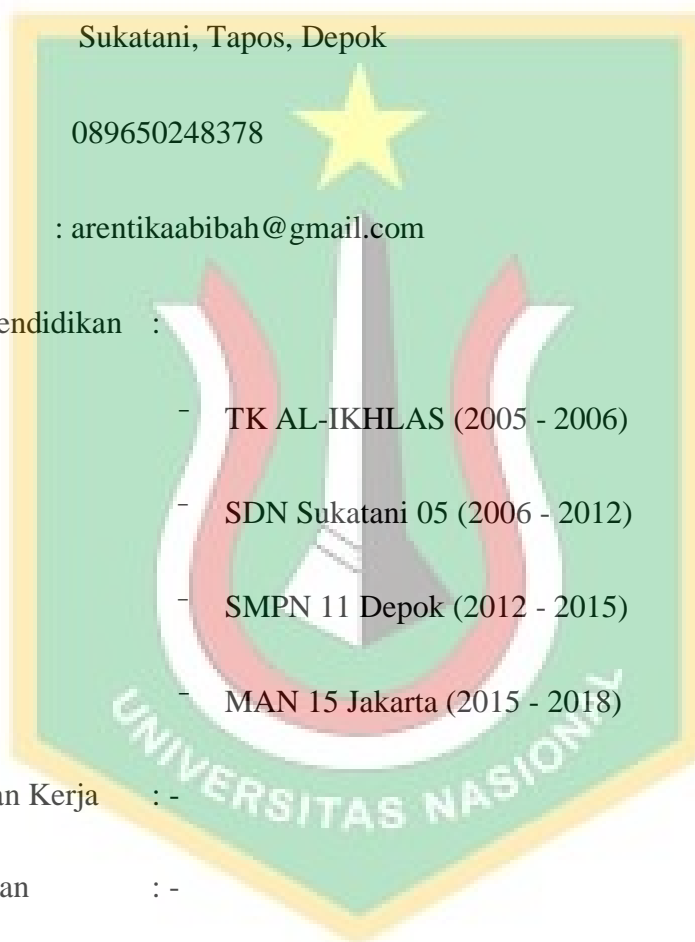 Sukatani, Tapos, Depok
089650248378
: arentikaabibah@gmail.com
endidikan :
- TK AL-IKHLAS (2005 - 2006)
- SDN Sukatani 05 (2006 - 2012)
- SMPN 11 Depok (2012 - 2015)
- MAN 15 Jakarta (2015 - 2018)
an Kerja : -
an : -
UNIVERSITAS NASIONAL